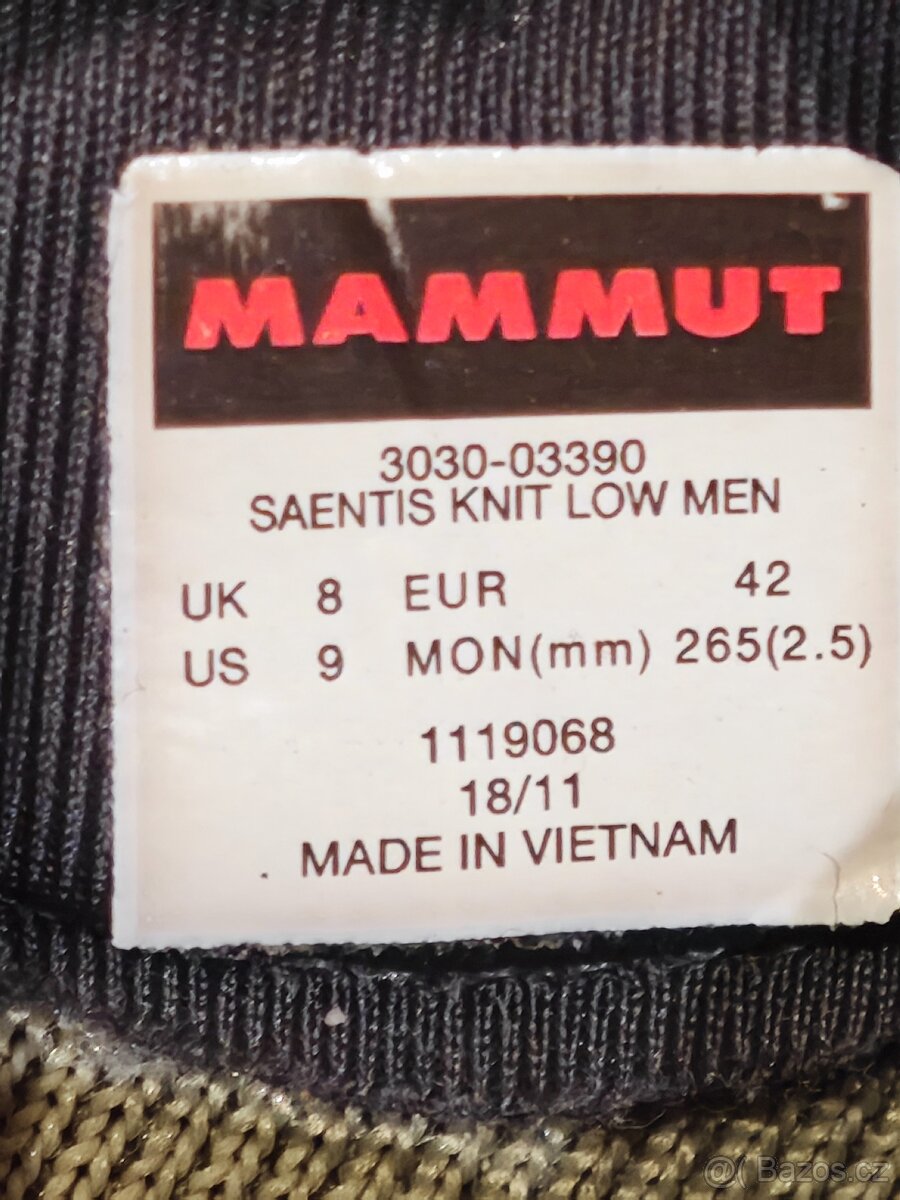 MAMMUT
3030-03390
SAENTIS KNIT LOW MEN
UK 8 EUR 42
US 9 MON(mm) 265(2.5)
1119068
18/11
. MADE IN VIETNAM
@( Bazos.cz